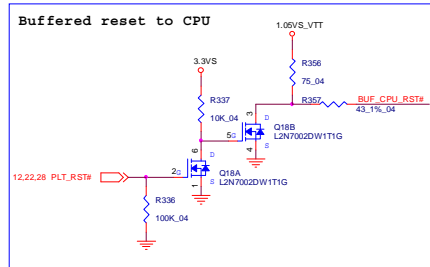 Buffered reset to CPU
1.05VS_VTT
3.3VS
R356
75_04
R337
10K_04
R357
BUF_CPU_RST#
43_1%_04
3
D
5
G
Q18B
L2N7002DW1T1G
4
S
6
D
2
G
Q18A
L2N7002DW1T1G
1
S
12,22,28 PLT_RST#
R336
100K_04